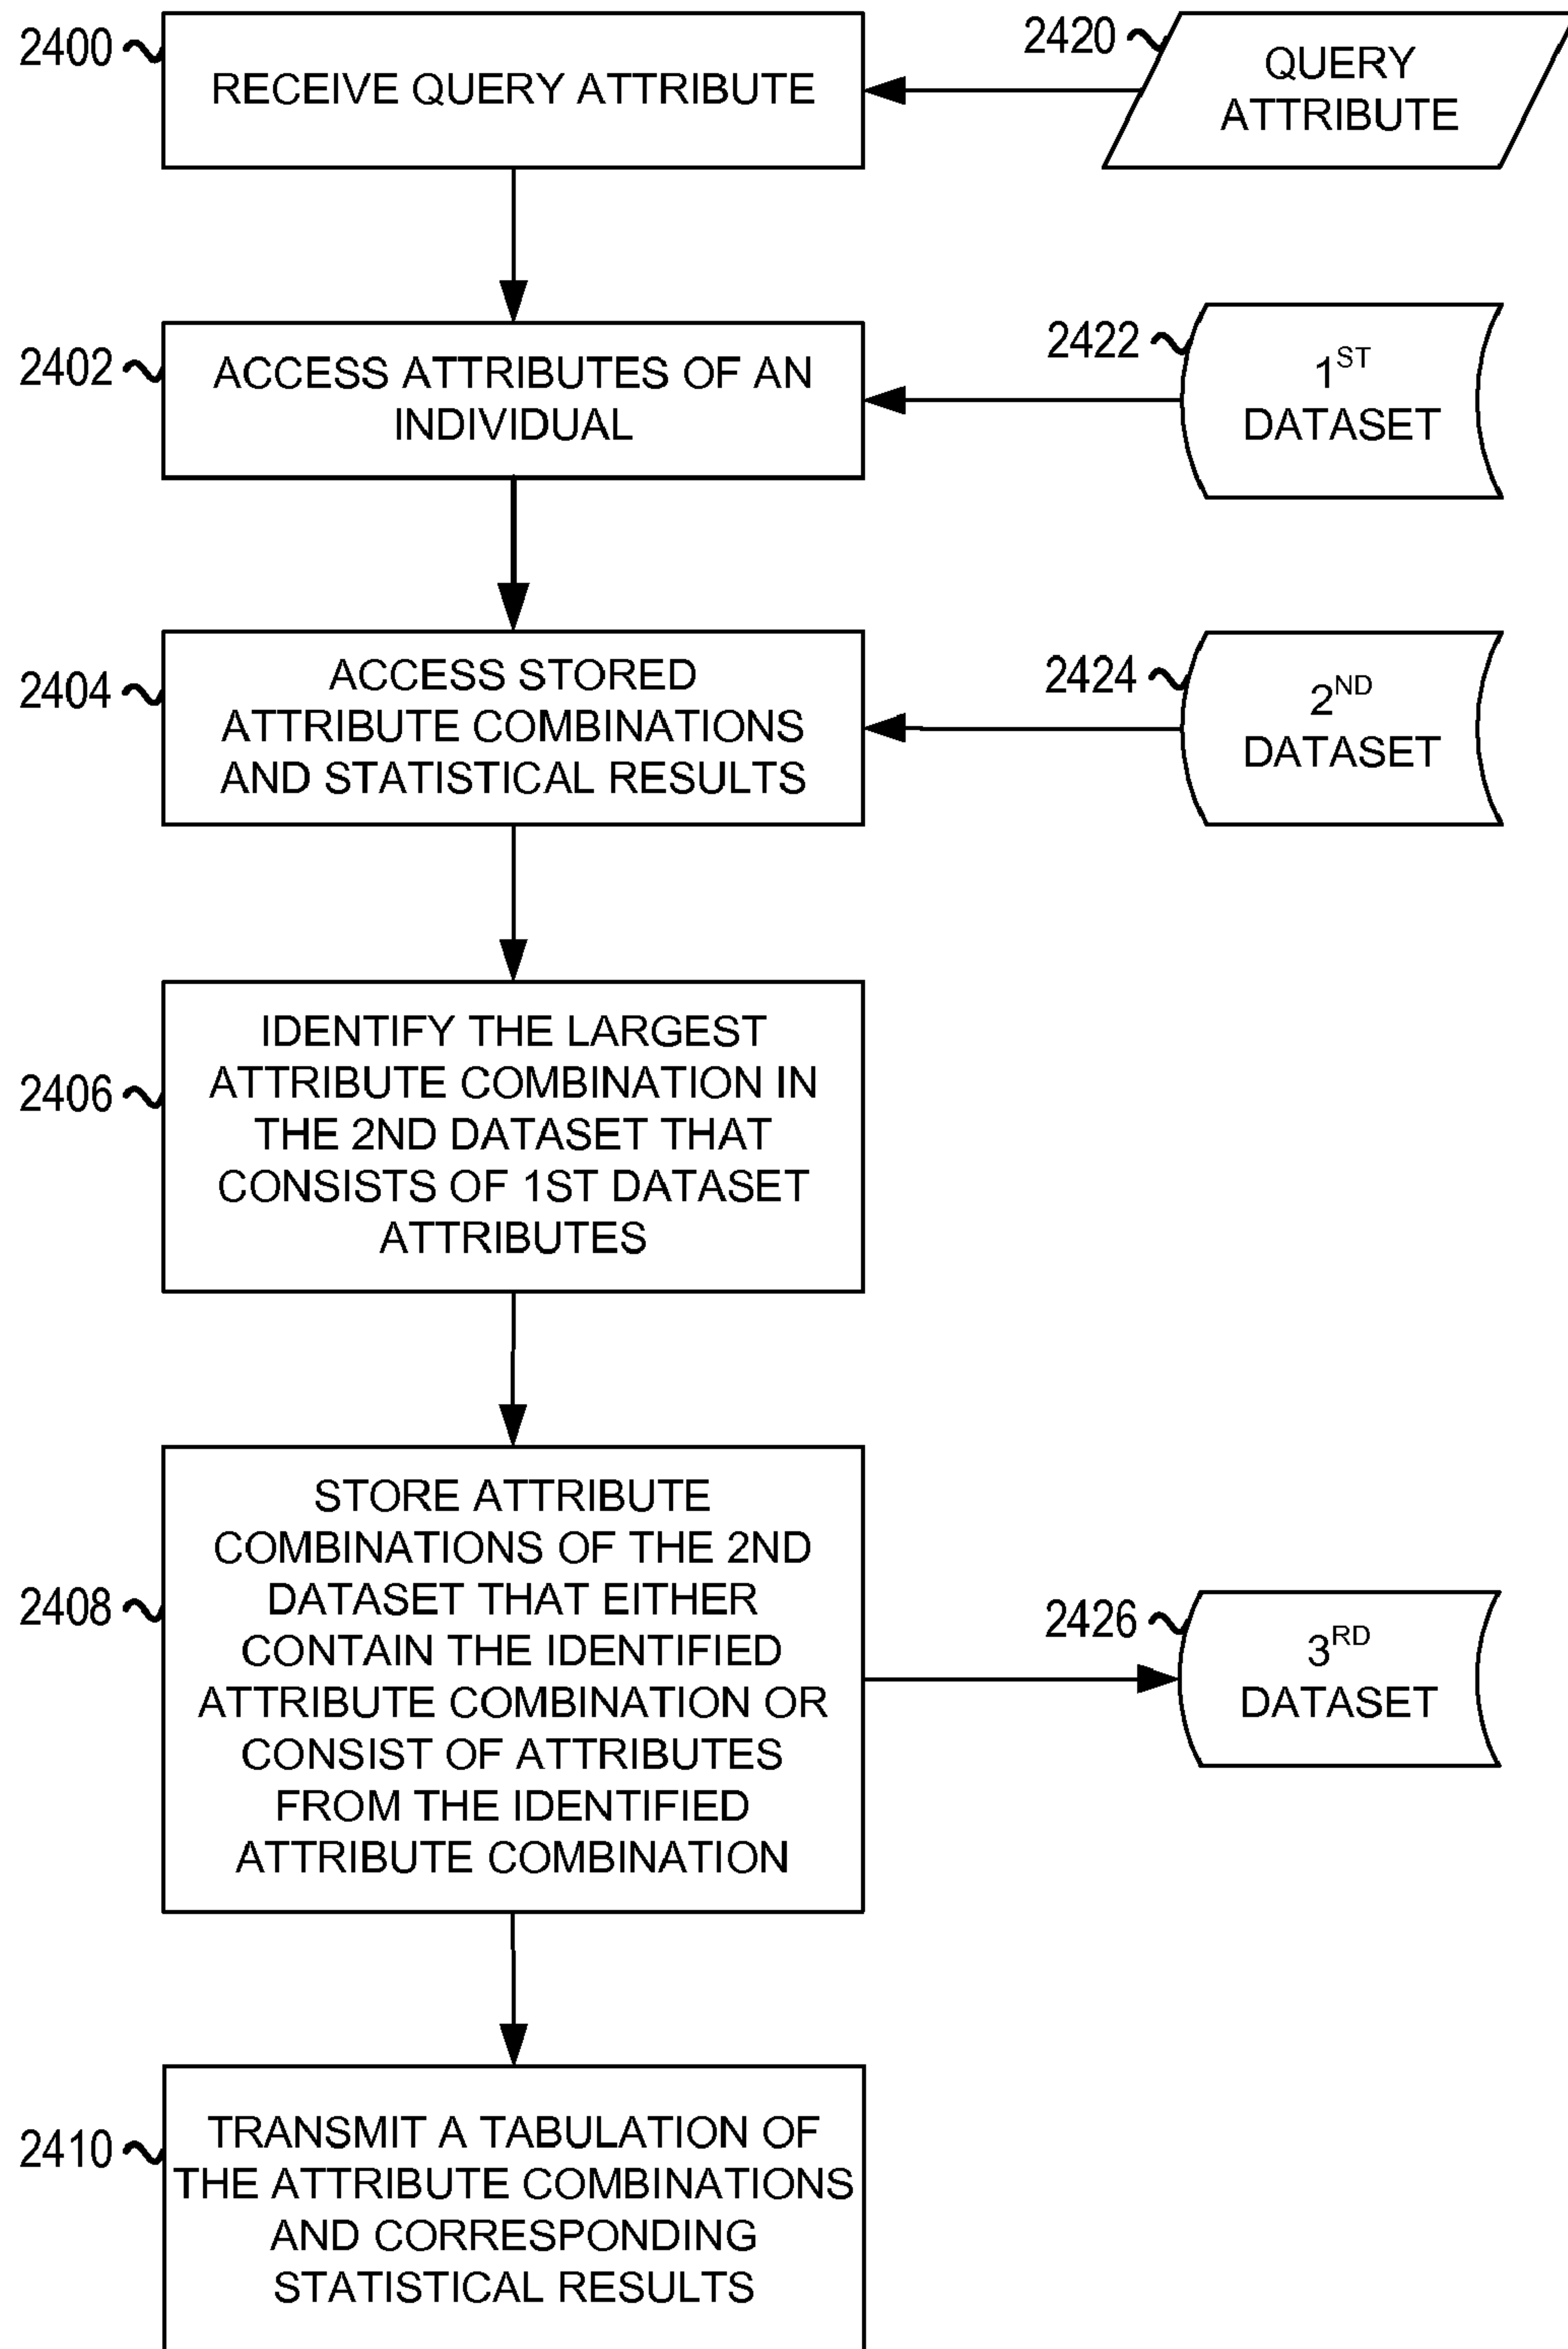 2400
RECEIVE QUERY ATTRIBUTE
2420
QUERY
ATTRIBUTE
2402
ACCESS ATTRIBUTES OF AN
INDIVIDUAL
2422
1ST
DATASET
2404
ACCESS STORED
ATTRIBUTE COMBINATIONS
AND STATISTICAL RESULTS
2424
2ND
DATASET
2406
IDENTIFY THE LARGEST
ATTRIBUTE COMBINATION IN
THE 2ND DATASET THAT
CONSISTS OF 1ST DATASET
ATTRIBUTES
2408
STORE ATTRIBUTE
COMBINATIONS OF THE 2ND
DATASET THAT EITHER
CONTAIN THE IDENTIFIED
ATTRIBUTE COMBINATION OR
CONSIST OF ATTRIBUTES
FROM THE IDENTIFIED
ATTRIBUTE COMBINATION
2426
3RD
DATASET
2410
TRANSMIT A TABULATION OF
THE ATTRIBUTE COMBINATIONS
AND CORRESPONDING
STATISTICAL RESULTS